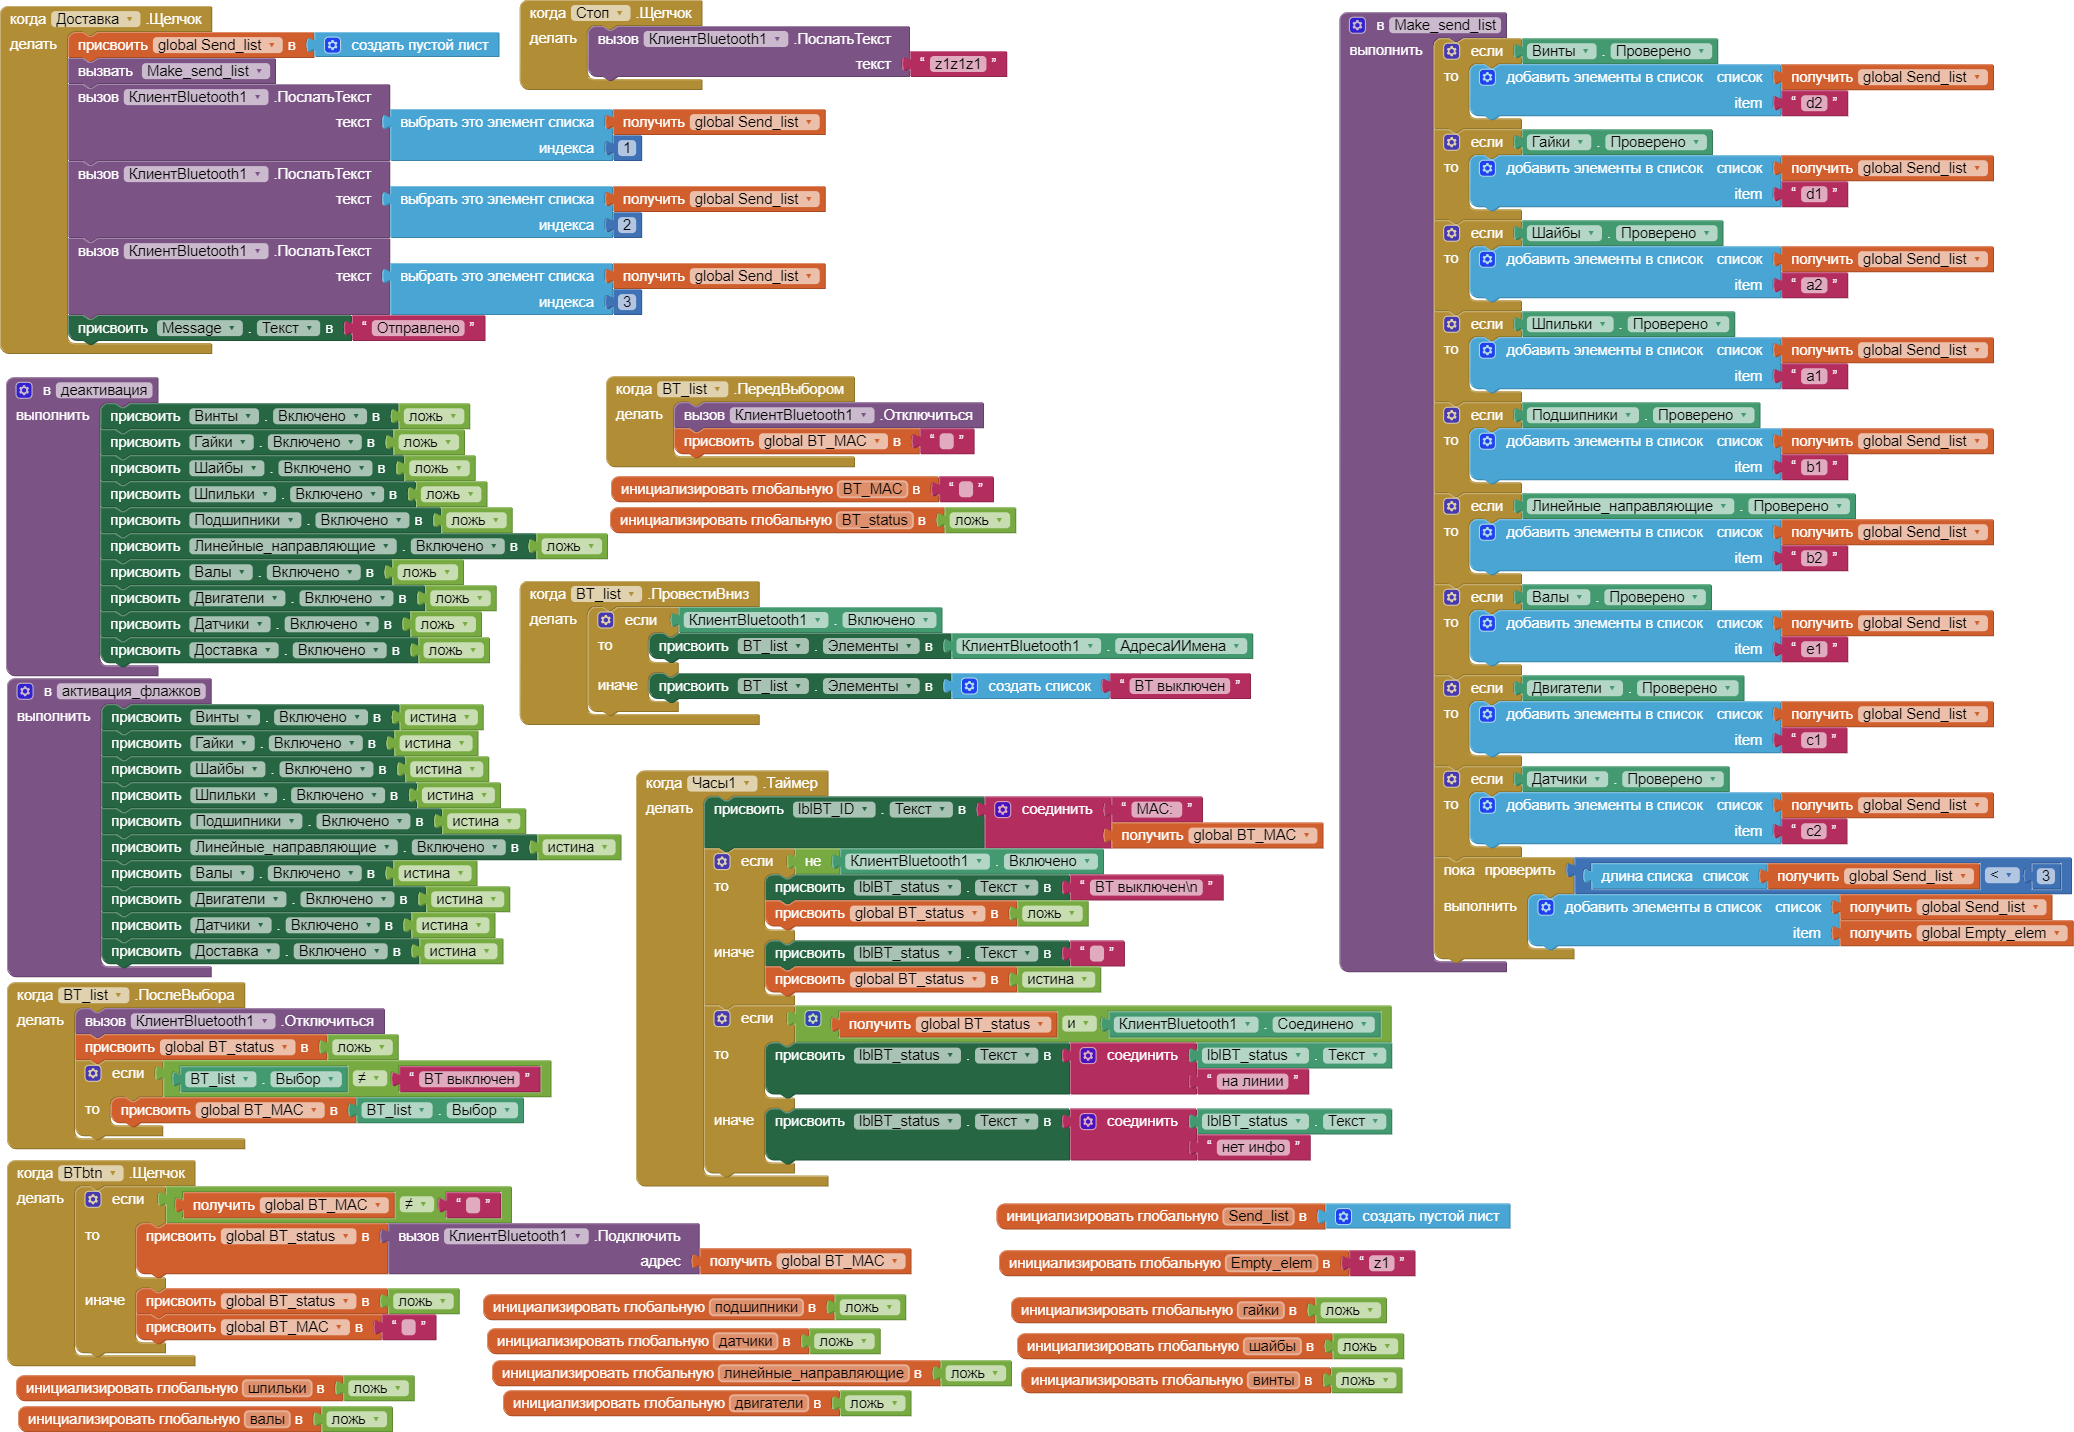 когда Доставка .Щелчок
делать присвоить global Send_list в создать пустой лист
вызвать Make_send_list
вызов КлиентBluetooth1 .ПослатьТекст
текст выбрать это элемент списка получить global Send_list
индекса 1
вызов КлиентBluetooth1 .ПослатьТекст
текст выбрать это элемент списка получить global Send_list
индекса 2
вызов КлиентBluetooth1 .ПослатьТекст
текст выбрать это элемент списка получить global Send_list
индекса 3
присвоить Message . Текст в “ Отправлено ”
когда Стоп .Щелчок
делать вызов КлиентBluetooth1 .ПослатьТекст
текст “ z1z1z1 ”
в деактивация
выполнить присвоить Винты . Включено в ложь
присвоить Гайки . Включено в ложь
присвоить Шайбы . Включено в ложь
присвоить Шпильки . Включено в ложь
присвоить Подшипники . Включено в ложь
присвоить Линейные_направляющие . Включено в ложь
присвоить Валы . Включено в ложь
присвоить Двигатели . Включено в ложь
присвоить Датчики . Включено в ложь
присвоить Доставка . Включено в ложь
в активация_флажков
выполнить присвоить Винты . Включено в истина
присвоить Гайки . Включено в истина
присвоить Шайбы . Включено в истина
присвоить Шпильки . Включено в истина
присвоить Подшипники . Включено в истина
присвоить Линейные_направляющие . Включено в истина
присвоить Валы . Включено в истина
присвоить Двигатели . Включено в истина
присвоить Датчики . Включено в истина
присвоить Доставка . Включено в истина
когда BT_list .ПослеВыбора
делать вызов КлиентBluetooth1 .Отключиться
присвоить global BT_status в ложь
если BT_list . Выбор ≠ “ BT выключен ”
то присвоить global BT_MAC в BT_list . Выбор
когда BTbtn .Щелчок
делать если получить global BT_MAC ≠ “ ”
то присвоить global BT_status в вызов КлиентBluetooth1 .Подключить
адрес получить global BT_MAC
иначе присвоить global BT_status в ложь
присвоить global BT_MAC в “ ”
инициализировать глобальную шпильки в ложь
инициализировать глобальную валы в ложь
когда BT_list .ПередВыбором
делать вызов КлиентBluetooth1 .Отключиться
присвоить global BT_MAC в “ ”
инициализировать глобальную BT_MAC в “ ”
инициализировать глобальную BT_status в ложь
когда BT_list .ПровестиВниз
делать если КлиентBluetooth1 . Включено
то присвоить BT_list . Элементы в КлиентBluetooth1 . АдресаИИмена
иначе присвоить BT_list . Элементы в создать список “ BT выключен ”
когда Часы1 .Таймер
делать присвоить lblBT_ID . Текст в соединить “ MAC: ”
получить global BT_MAC
если не КлиентBluetooth1 . Включено
то присвоить lblBT_status . Текст в “ BT выключен\n ”
присвоить global BT_status в ложь
иначе присвоить lblBT_status . Текст в “ ”
присвоить global BT_status в истина
если получить global BT_status и КлиентBluetooth1 . Соединено
то присвоить lblBT_status . Текст в соединить lblBT_status . Текст
“ на линии ”
иначе присвоить lblBT_status . Текст в соединить lblBT_status . Текст
“ нет инфо ”
инициализировать глобальную подшипники в ложь
инициализировать глобальную датчики в ложь
инициализировать глобальную линейные_направляющие в ложь
инициализировать глобальную двигатели в ложь
инициализировать глобальную Send_list в создать пустой лист
инициализировать глобальную Empty_elem в “ z1 ”
инициализировать глобальную гайки в ложь
инициализировать глобальную шайбы в ложь
инициализировать глобальную винты в ложь
в Make_send_list
выполнить если Винты . Проверено
то добавить элементы в список список получить global Send_list
item “ d2 ”
если Гайки . Проверено
то добавить элементы в список список получить global Send_list
item “ d1 ”
если Шайбы . Проверено
то добавить элементы в список список получить global Send_list
item “ a2 ”
если Шпильки . Проверено
то добавить элементы в список список получить global Send_list
item “ a1 ”
если Подшипники . Проверено
то добавить элементы в список список получить global Send_list
item “ b1 ”
если Линейные_направляющие . Проверено
то добавить элементы в список список получить global Send_list
item “ b2 ”
если Валы . Проверено
то добавить элементы в список список получить global Send_list
item “ e1 ”
если Двигатели . Проверено
то добавить элементы в список список получить global Send_list
item “ c1 ”
если Датчики . Проверено
то добавить элементы в список список получить global Send_list
item “ c2 ”
пока проверить длина списка список получить global Send_list < 3
выполнить добавить элементы в список список получить global Send_list
item получить global Empty_elem